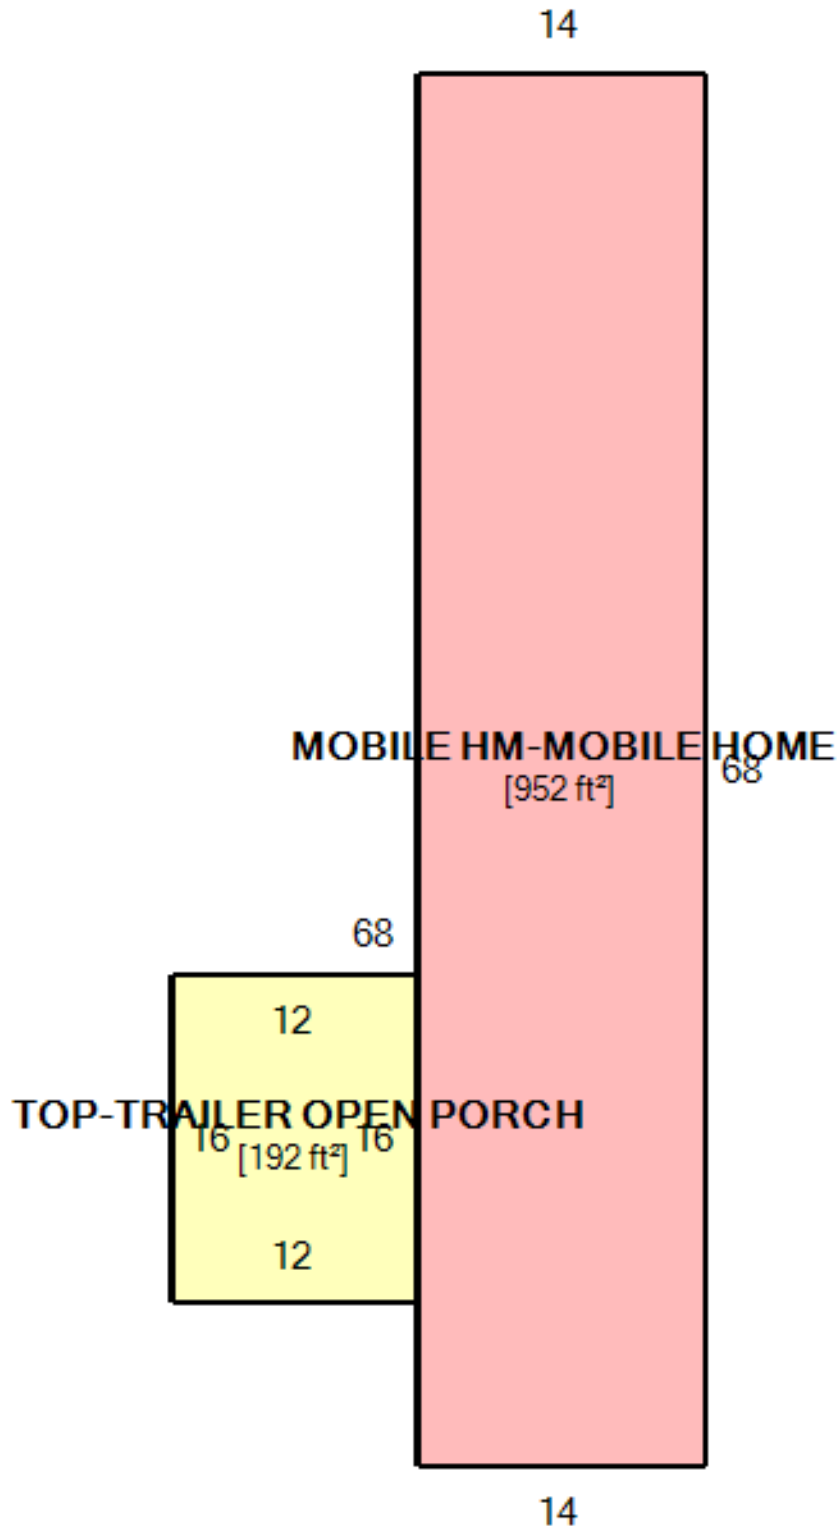 14
MOBILE HM-MOBILE HOME
68
[952 ft²]
68
12
TOP-TRAILER OPEN PORCH
16 [192 ft²] 16
12
14